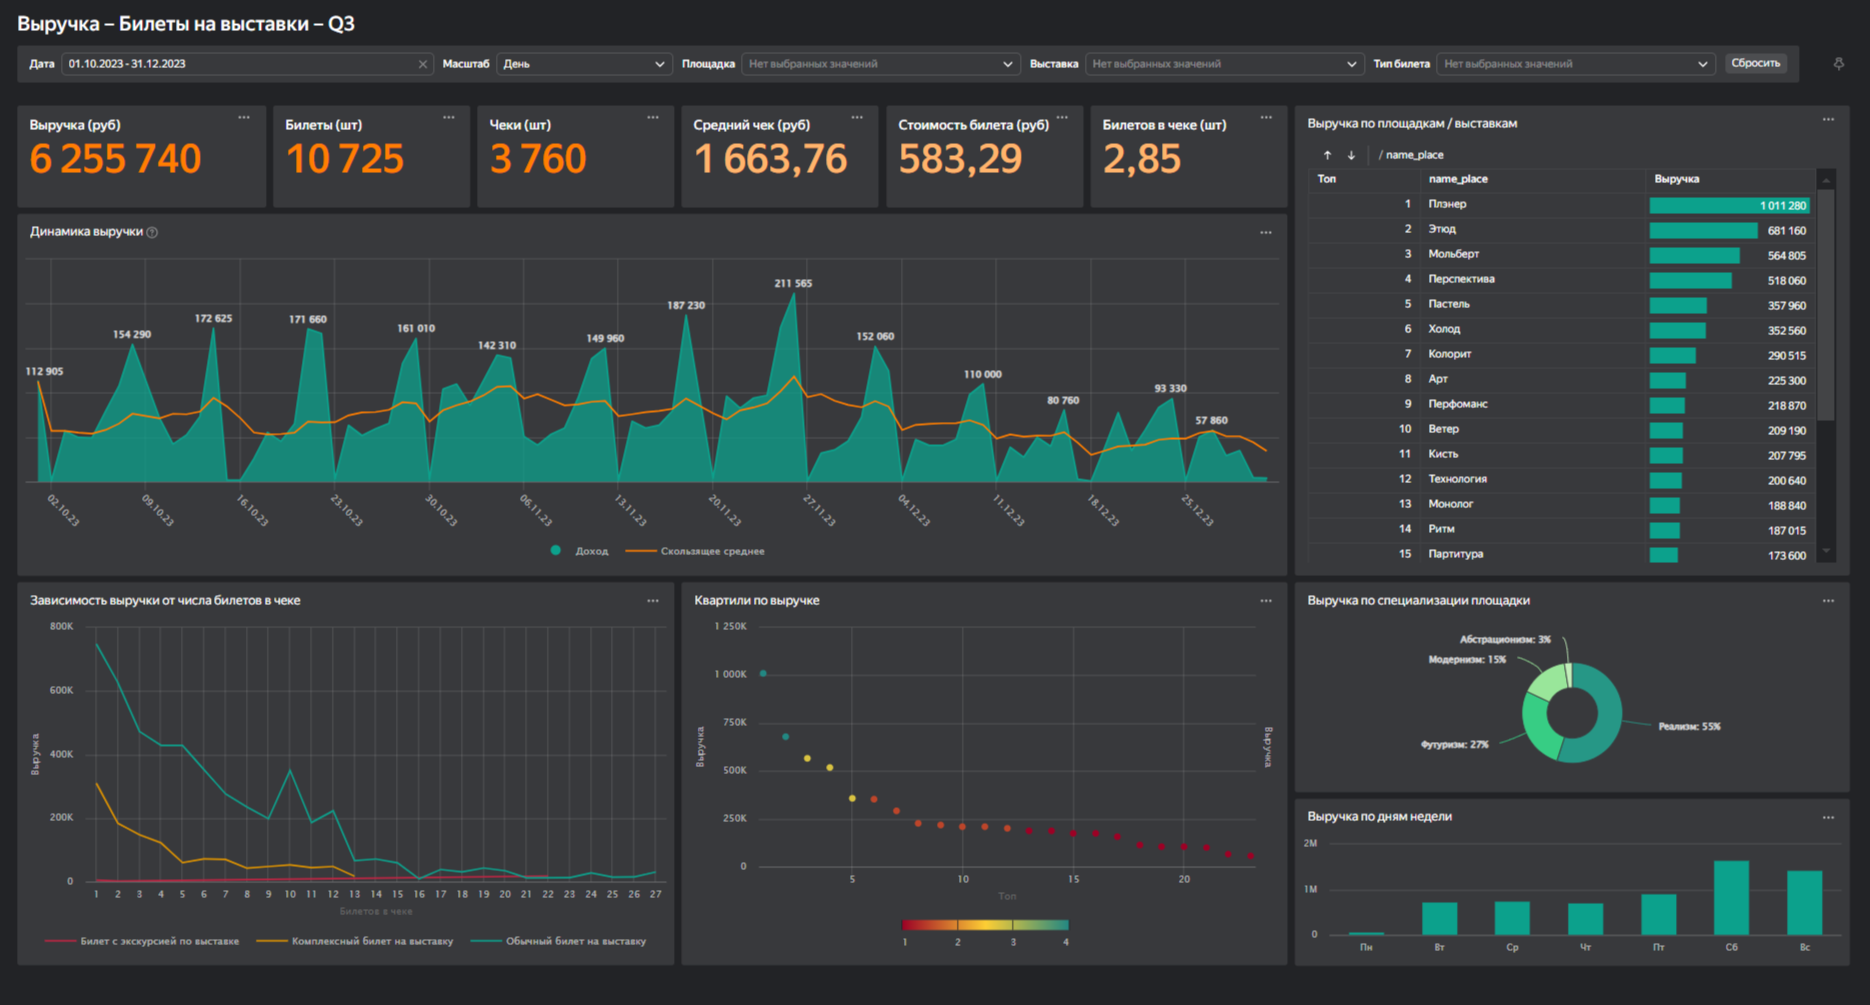 Выручка – Билеты на выставки – Q3
Дата 01.10.2023 - 31.12.2023 Масштаб День Площадка Нет выбранных значений Выставка Нет выбранных значений Тип билета Нет выбранных значений Сбросить
Выручка (руб)
6 255 740
Билеты (шт)
10 725
Чеки (шт)
3 760
Средний чек (руб)
1 663,76
Стоимость билета (руб)
583,29
Билетов в чеке (шт)
2,85
Динамика выручки
112 905
154 290
172 625
171 660
161 010
142 310
149 960
187 230
211 565
152 060
110 000
80 760
93 330
57 860
02.10.23 09.10.23 16.10.23 23.10.23 30.10.23 06.11.23 13.11.23 20.11.23 27.11.23 04.12.23 11.12.23 18.12.23 25.12.23
Доход Скользящее среднее
Выручка по площадкам / выставкам
/ name_place
Топ name_place Выручка
1 Плэнер 1 011 280
2 Этюд 681 160
3 Мольберт 564 805
4 Перспектива 518 060
5 Пастель 357 960
6 Холод 352 560
7 Колорит 290 515
8 Арт 225 300
9 Перфоманс 218 870
10 Ветер 209 190
11 Кисть 207 795
12 Технология 200 640
13 Монолог 188 840
14 Ритм 187 015
15 Партитура 173 600
Зависимость выручки от числа билетов в чеке
Выручка
800K
600K
400K
200K
0
1 2 3 4 5 6 7 8 9 10 11 12 13 14 15 16 17 18 19 20 21 22 23 24 25 26 27
Билетов в чеке
Билет с экскурсией по выставке Комплексный билет на выставку Обычный билет на выставку
Квартили по выручке
Выручка
1 250K
1 000K
750K
500K
250K
0
Выручка
5 10 15 20
Топ
1 2 3 4
Выручка по специализации площадки
Абстракционизм: 3%
Модернизм: 15%
Реализм: 55%
Футуризм: 27%
Выручка по дням недели
2M
1M
0
Пн Вт Ср Чт Пт Сб Вс